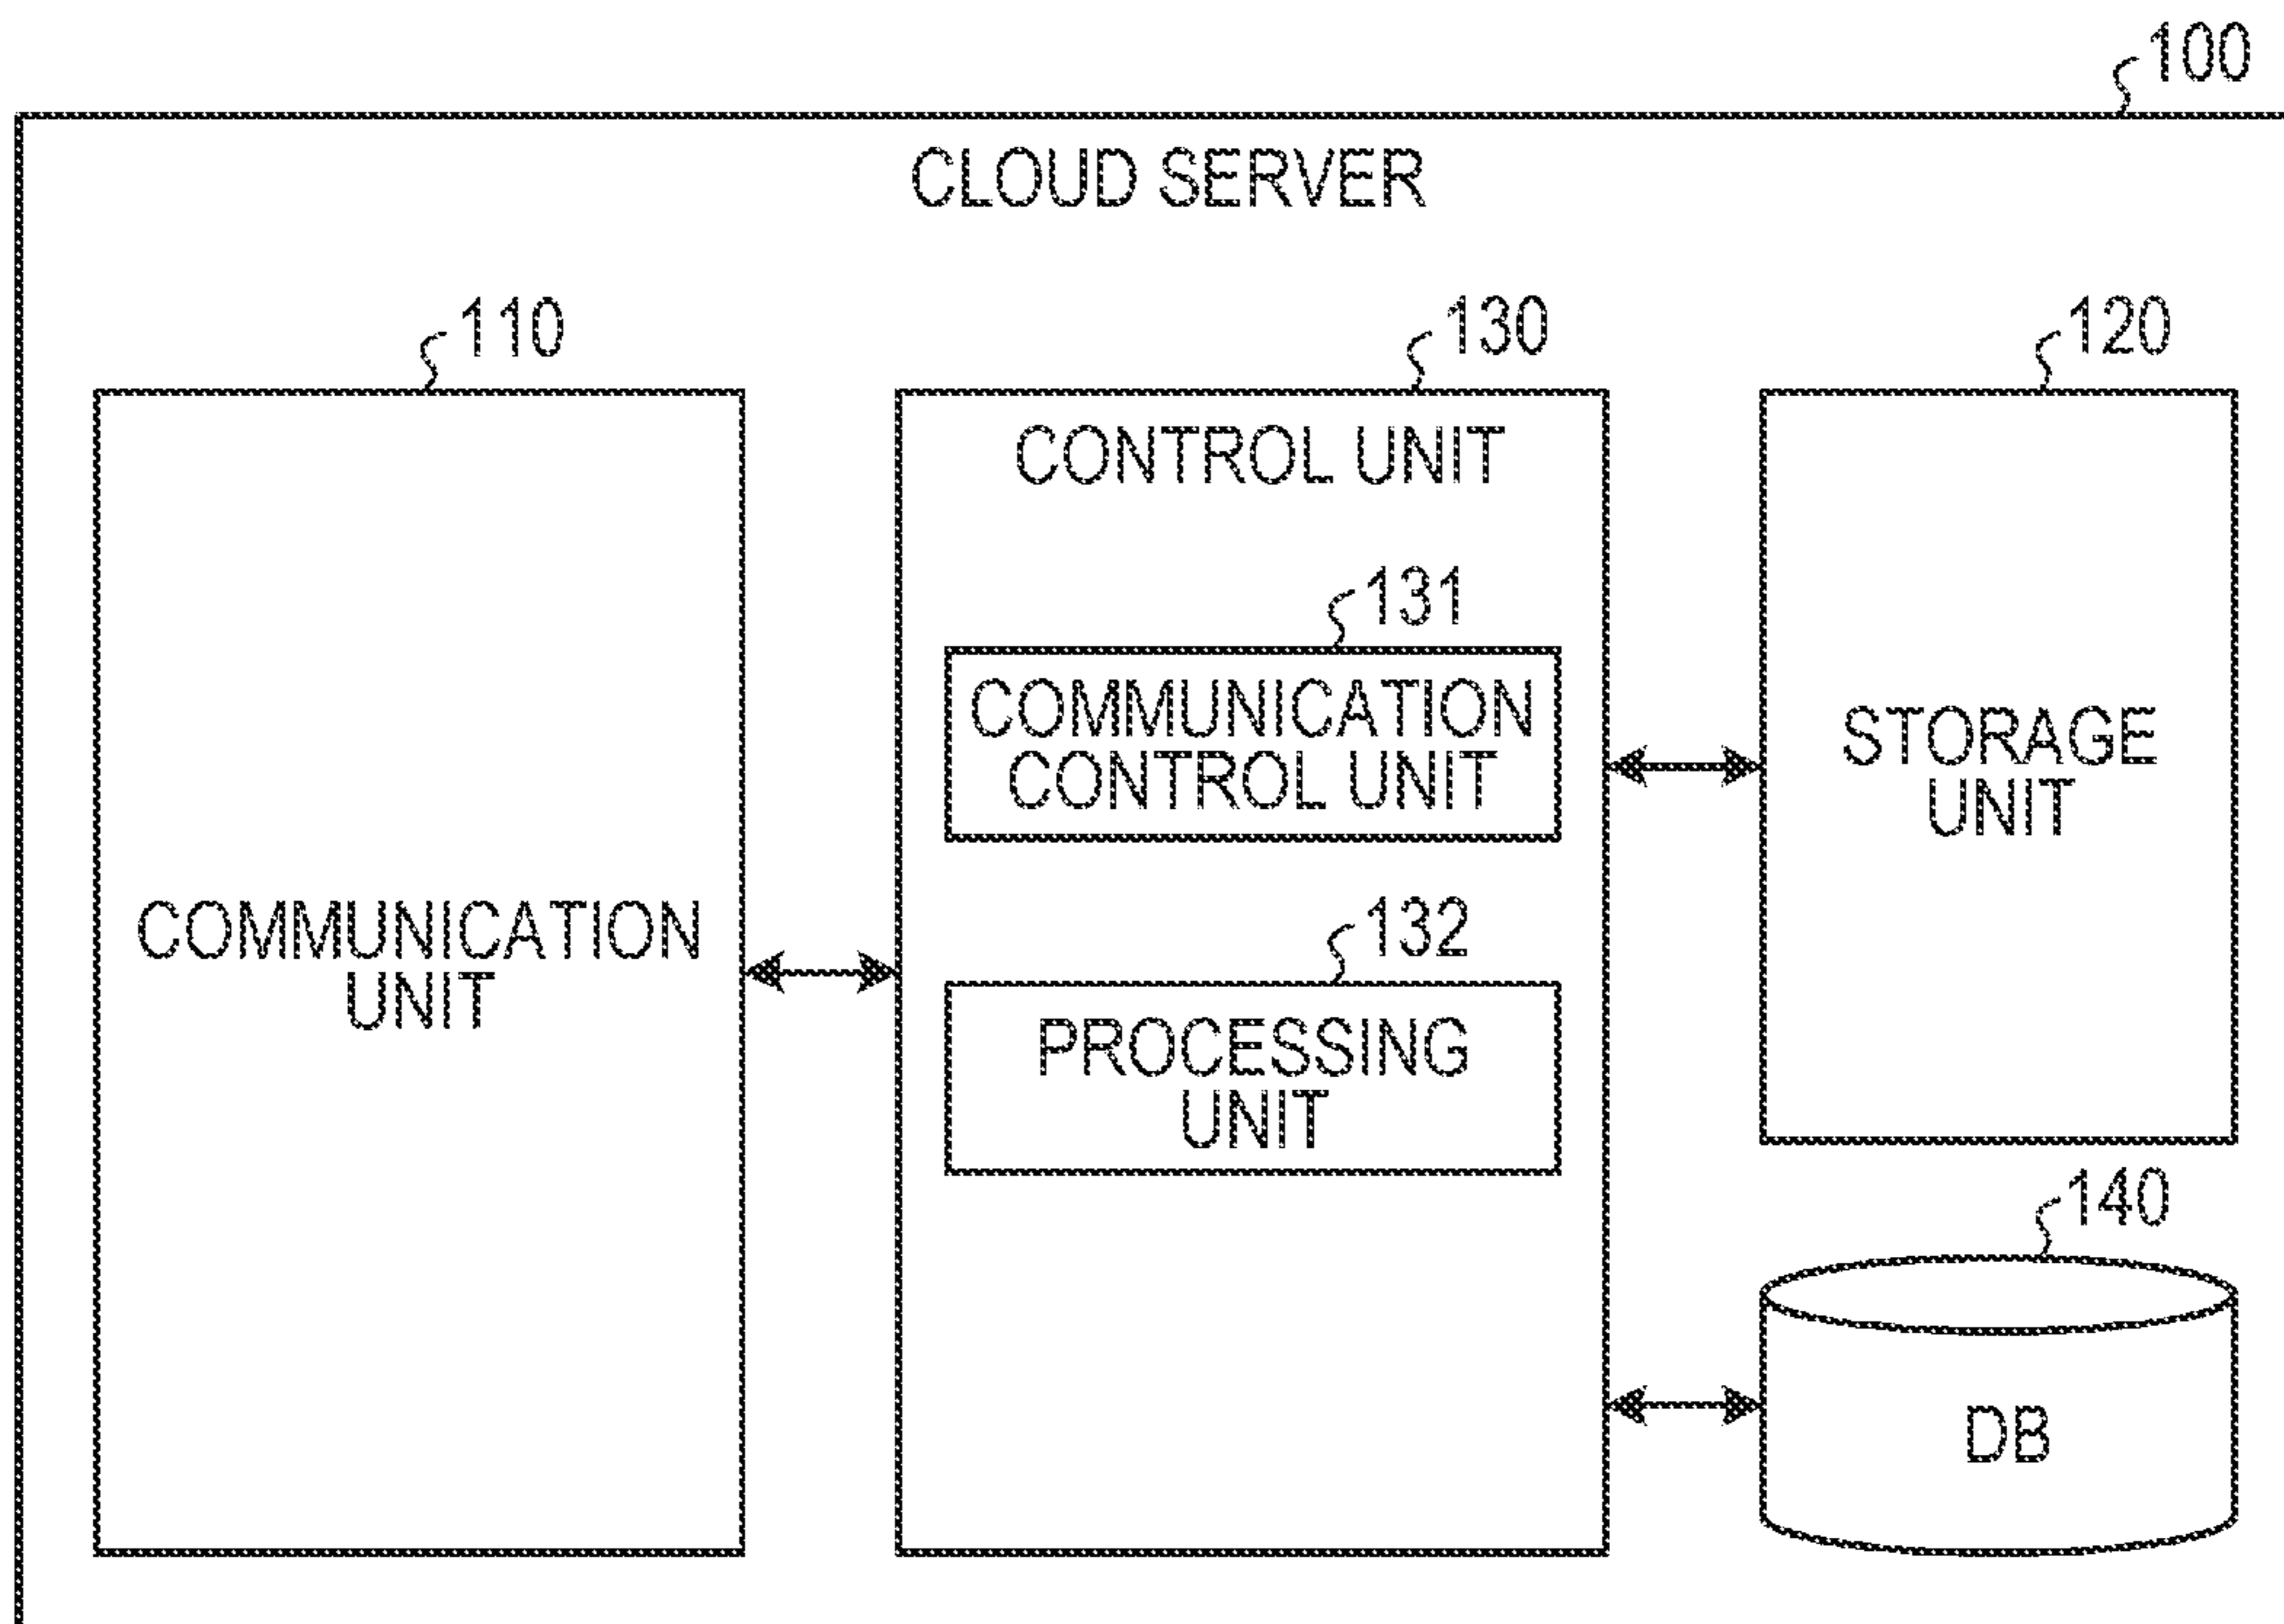 100
CLOUD SERVER
110
130
120
COMMUNICATION
UNIT
CONTROL UNIT
131
COMMUNICATION
CONTROL UNIT
132
PROCESSING
UNIT
STORAGE
UNIT
140
DB